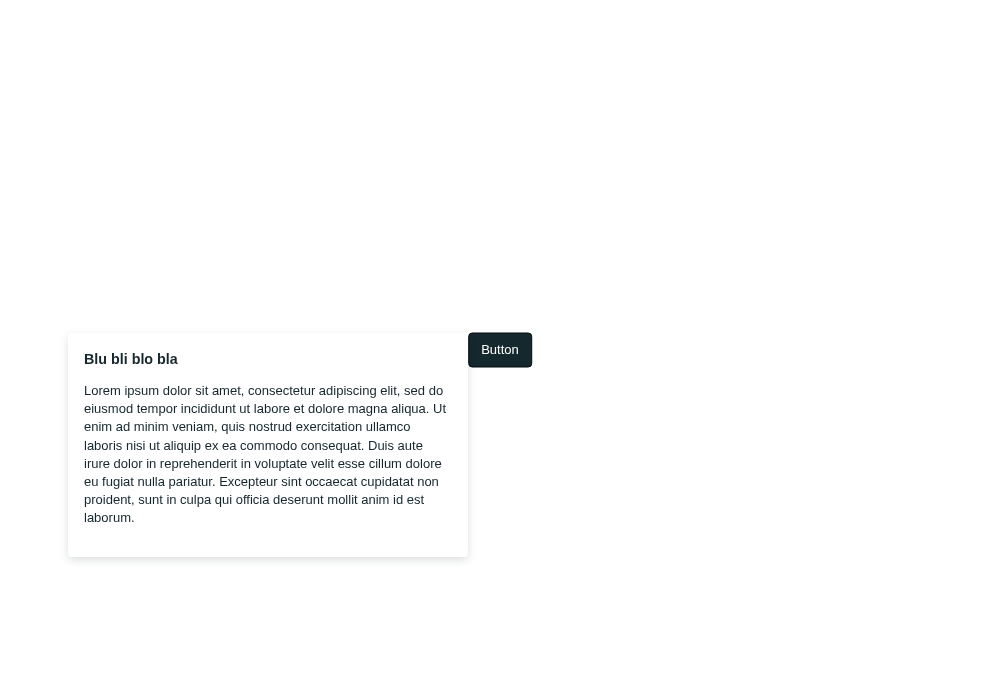 Blu bli blo bla
Button
Lorem ipsum dolor sit amet, consectetur adipiscing elit, sed do
eiusmod tempor incididunt ut labore et dolore magna aliqua. Ut
enim ad minim veniam, quis nostrud exercitation ullamco
laboris nisi ut aliquip ex ea commodo consequat. Duis aute
irure dolor in reprehenderit in voluptate velit esse cillum dolore
eu fugiat nulla pariatur. Excepteur sint occaecat cupidatat non
proident, sunt in culpa qui officia deserunt mollit anim id est
laborum.